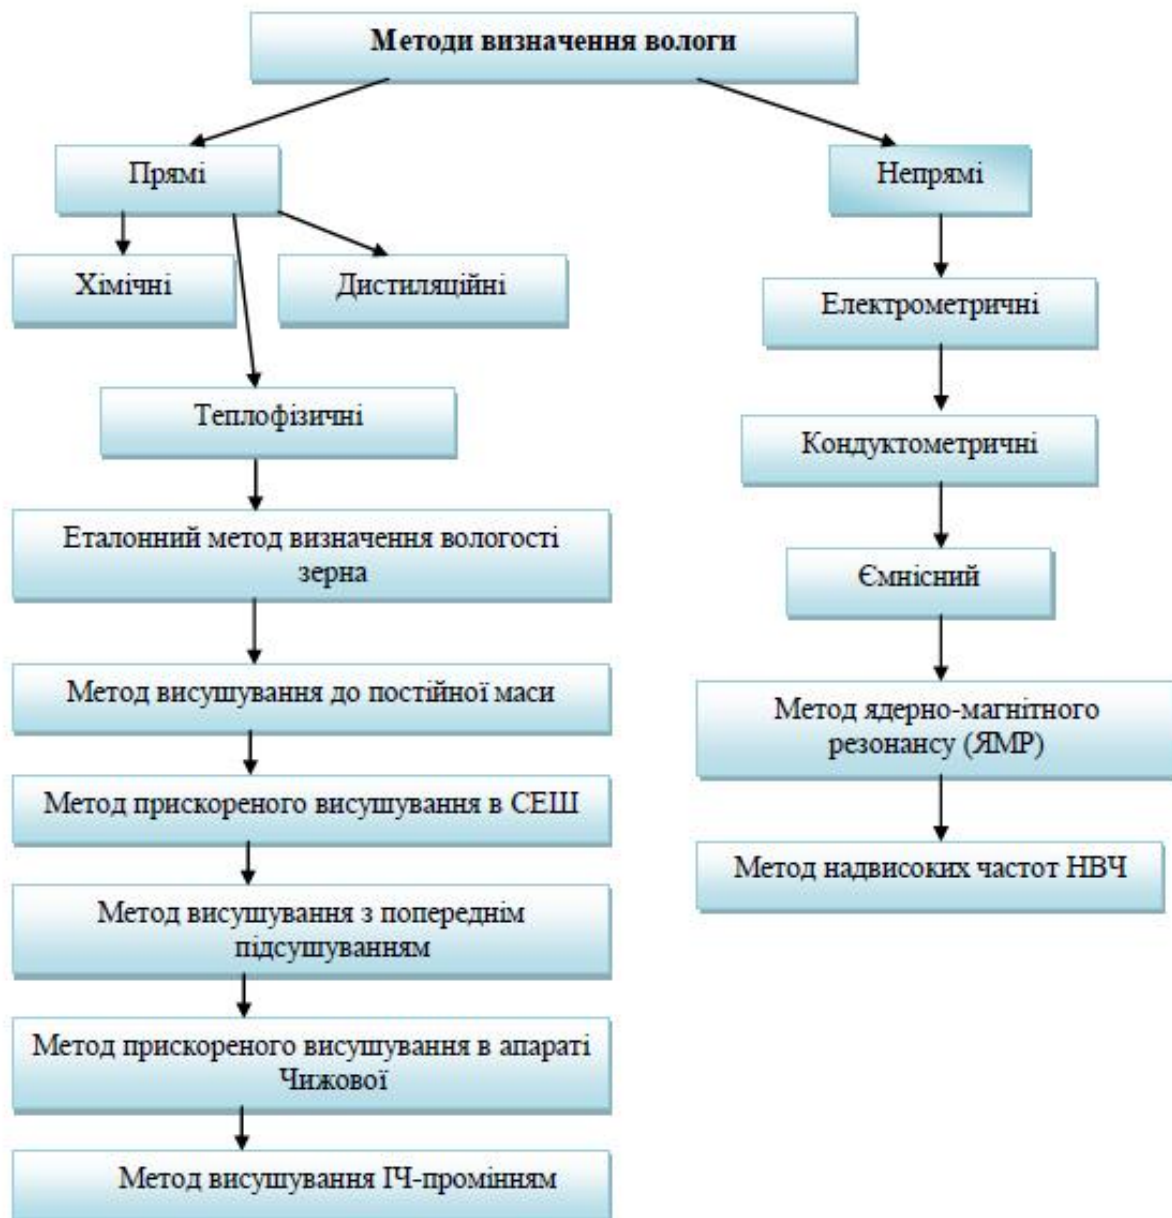 Методи визначення вологи
Прямі
Непрямі
Хімічні
Дистиляційні
Електрометричні
Теплофізичні
Кондуктометричні
Еталонний метод визначення вологості
зерна
Ємнісний
Метод висушування до постійної маси
Метод ядерно-магнітного
резонансу (ЯМР)
Метод прискореного висушування в СЕШ
Метод надвисоких частот НВЧ
Метод висушування з попереднім
підсушуванням
Метод прискореного висушування в апараті
Чижової
Метод висушування ІЧ-промінням